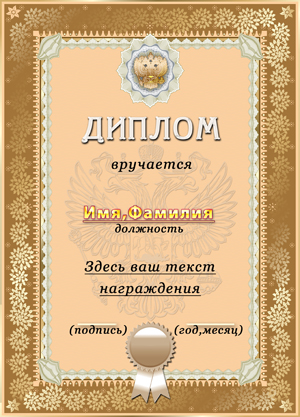 ДИПЛОМ
вручается
Имя,Фамилия
должность
Здесь ваш текст
награждения
(подпись) (год,месяц)